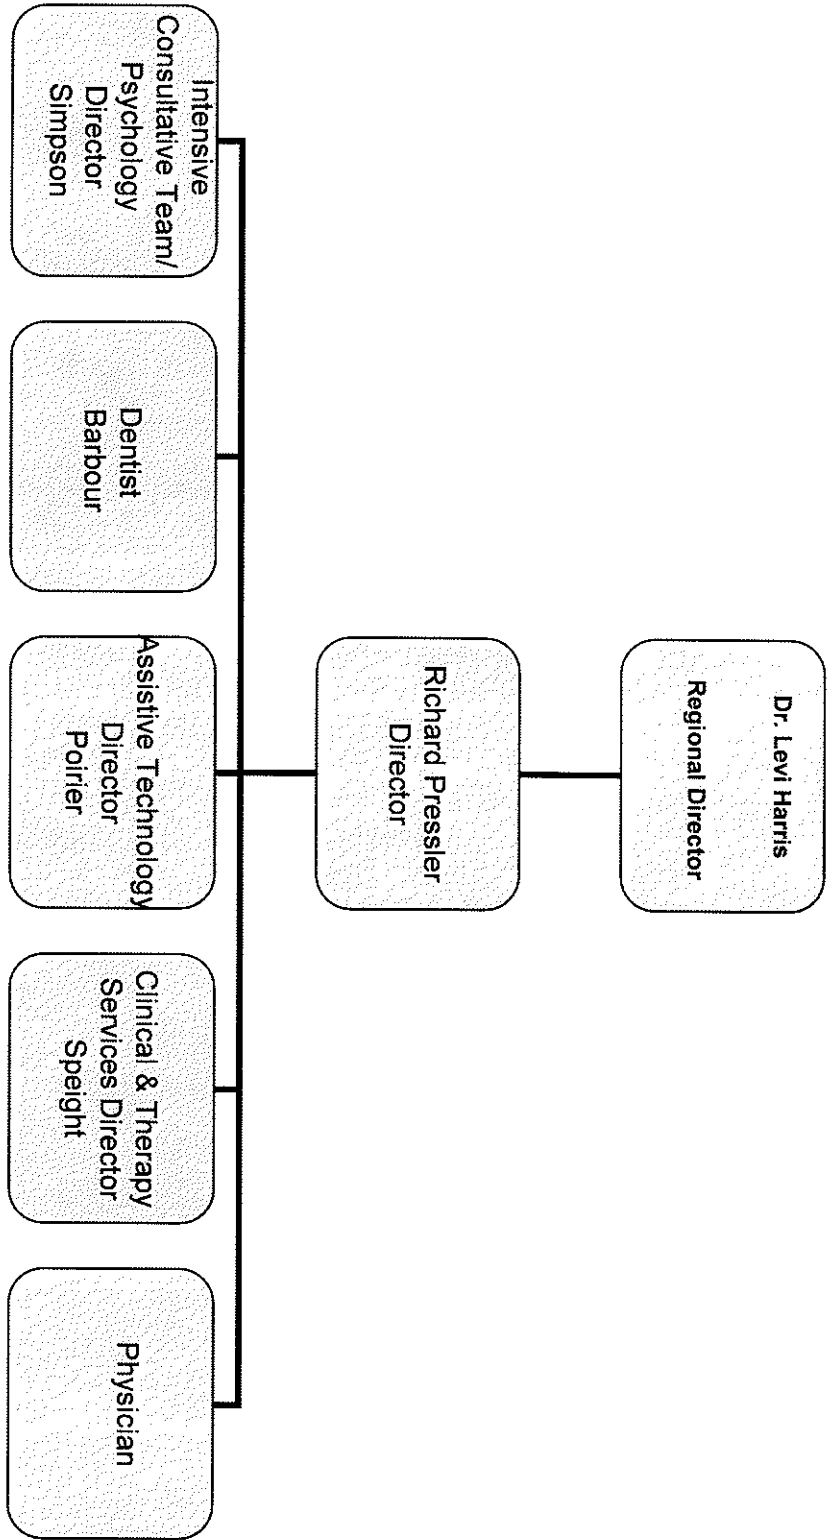 Dr. Levi Harris
Regional Director
Richard Pressler
Director
Intensive
Consultative Team/
Psychology
Director
Simpson
Dentist
Barbour
Assistive Technology
Director
Poirier
Clinical & Therapy
Services Director
Speight
Physician